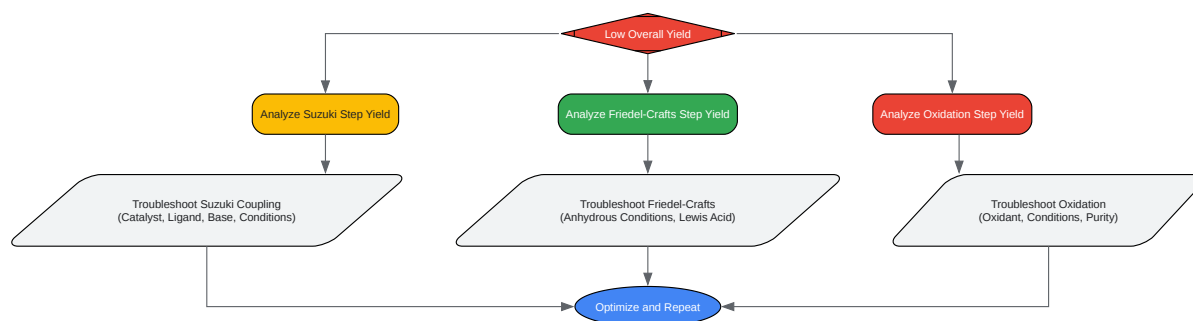 Low Overall Yield
Analyze Suzuki Step Yield
Analyze Friedel-Crafts Step Yield
Analyze Oxidation Step Yield
Troubleshoot Suzuki Coupling
(Catalyst, Ligand, Base, Conditions)
Troubleshoot Friedel-Crafts
(Anhydrous Conditions, Lewis Acid)
Troubleshoot Oxidation
(Oxidant, Conditions, Purity)
Optimize and Repeat